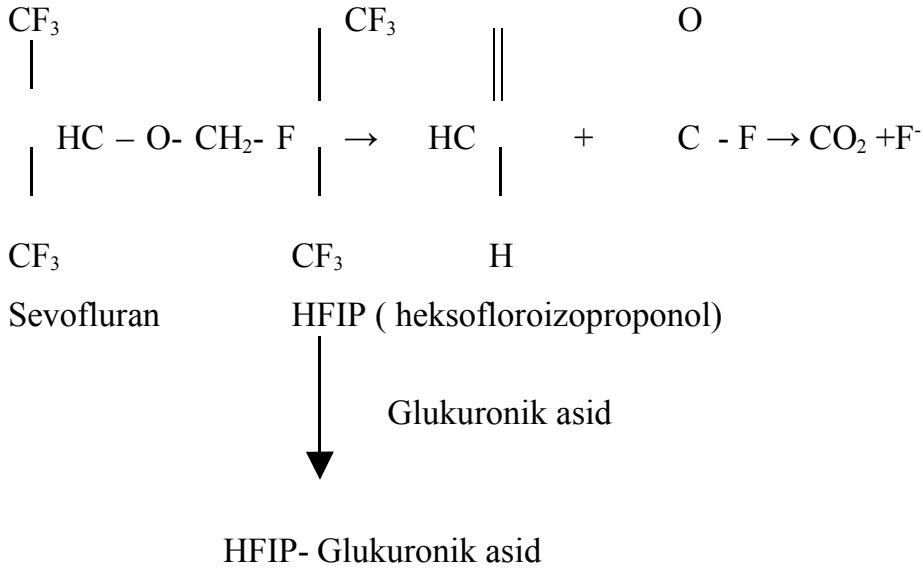 CF₃ CF₃ O
HC – O- CH₂- F → HC + C - F → CO₂ +F⁻
CF₃ CF₃ H
Sevofluran HFIP ( heksofloroizoproponol)
Glukuronik asid
HFIP- Glukuronik asid